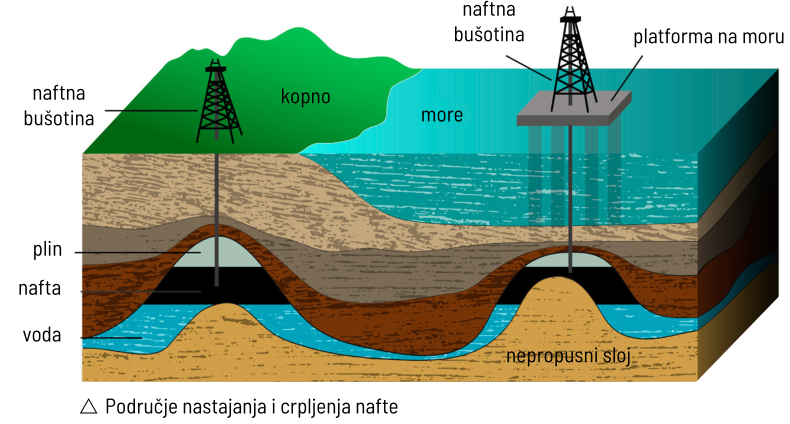 naftna
bušotina
platforma na moru
naftna
bušotina
kopno
more
plin
nafta
voda
nepropusni sloj
△ Područje nastajanja i crpljenja nafte